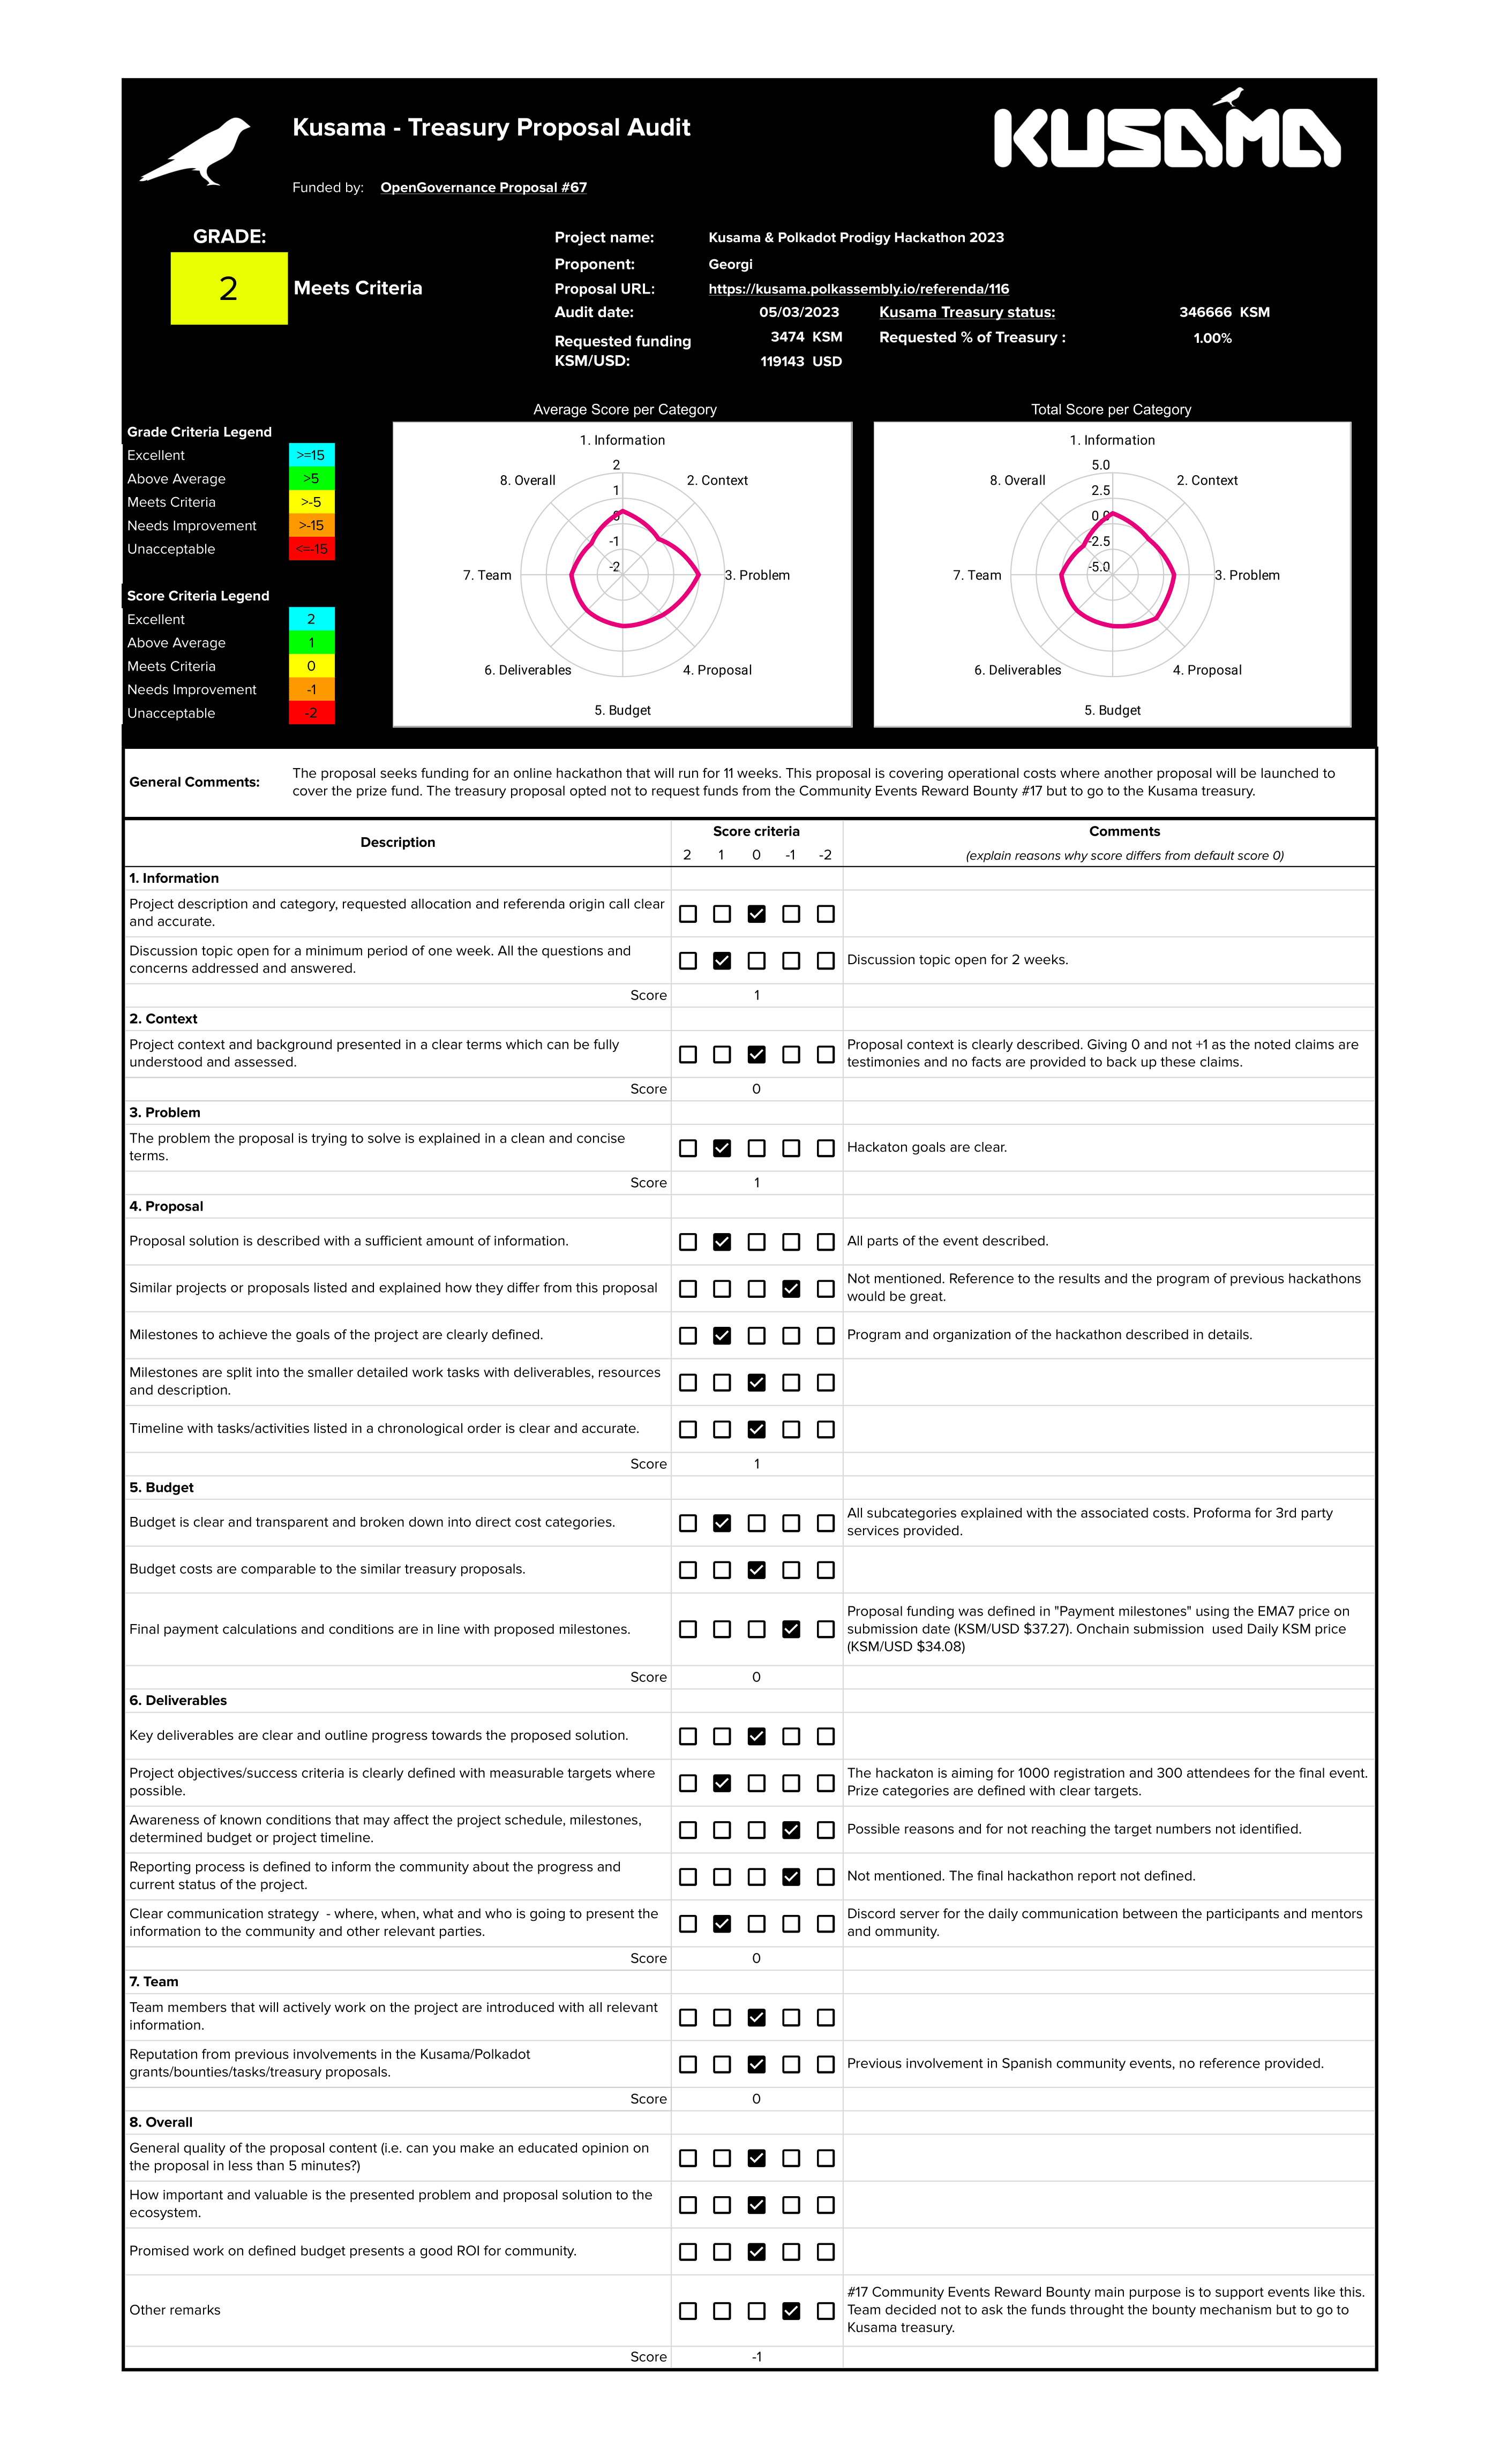 Kusama - Treasury Proposal Audit
KUSAMA
Funded by: OpenGovernance Proposal #67
GRADE:
2
Meets Criteria
Project name: Kusama & Polkadot Prodigy Hackathon 2023
Proponent: Georgi
Proposal URL: https://kusama.polkassembly.io/referenda/116
Audit date: 05/03/2023 Kusama Treasury status: 346666 KSM
Requested funding 3474 KSM Requested % of Treasury : 1.00%
KSM/USD: 119143 USD
Grade Criteria Legend
Excellent >=15
Above Average >5
Meets Criteria >-5
Needs Improvement >-15
Unacceptable <=-15
Score Criteria Legend
Excellent 2
Above Average 1
Meets Criteria 0
Needs Improvement -1
Unacceptable -2
Average Score per Category
1. Information
2. Context
3. Problem
4. Proposal
5. Budget
6. Deliverables
7. Team
8. Overall
2
1
0
-1
-2
Total Score per Category
1. Information
2. Context
3. Problem
4. Proposal
5. Budget
6. Deliverables
7. Team
8. Overall
5.0
2.5
0.0
-2.5
-5.0
General Comments:
The proposal seeks funding for an online hackathon that will run for 11 weeks. This proposal is covering operational costs where another proposal will be launched to
cover the prize fund. The treasury proposal opted not to request funds from the Community Events Reward Bounty #17 but to go to the Kusama treasury.
Description
Score criteria
2 1 0 -1 -2
Comments
(explain reasons why score differs from default score 0)
1. Information
Project description and category, requested allocation and referenda origin call clear
and accurate.
Discussion topic open for a minimum period of one week. All the questions and
concerns addressed and answered.
Discussion topic open for 2 weeks.
Score 1
2. Context
Project context and background presented in a clear terms which can be fully
understood and assessed.
Proposal context is clearly described. Giving 0 and not +1 as the noted claims are
testimonies and no facts are provided to back up these claims.
Score 0
3. Problem
The problem the proposal is trying to solve is explained in a clean and concise
terms.
Hackaton goals are clear.
Score 1
4. Proposal
Proposal solution is described with a sufficient amount of information.
All parts of the event described.
Similar projects or proposals listed and explained how they differ from this proposal
Not mentioned. Reference to the results and the program of previous hackathons
would be great.
Milestones to achieve the goals of the project are clearly defined.
Program and organization of the hackathon described in details.
Milestones are split into the smaller detailed work tasks with deliverables, resources
and description.
Timeline with tasks/activities listed in a chronological order is clear and accurate.
Score 1
5. Budget
Budget is clear and transparent and broken down into direct cost categories.
All subcategories explained with the associated costs. Proforma for 3rd party
services provided.
Budget costs are comparable to the similar treasury proposals.
Final payment calculations and conditions are in line with proposed milestones.
Proposal funding was defined in "Payment milestones" using the EMA7 price on
submission date (KSM/USD $37.27). Onchain submission used Daily KSM price
(KSM/USD $34.08)
Score 0
6. Deliverables
Key deliverables are clear and outline progress towards the proposed solution.
Project objectives/success criteria is clearly defined with measurable targets where
possible.
The hackaton is aiming for 1000 registration and 300 attendees for the final event.
Prize categories are defined with clear targets.
Awareness of known conditions that may affect the project schedule, milestones,
determined budget or project timeline.
Possible reasons and for not reaching the target numbers not identified.
Reporting process is defined to inform the community about the progress and
current status of the project.
Not mentioned. The final hackathon report not defined.
Clear communication strategy - where, when, what and who is going to present the
information to the community and other relevant parties.
Discord server for the daily communication between the participants and mentors
and ommunity.
Score 0
7. Team
Team members that will actively work on the project are introduced with all relevant
information.
Reputation from previous involvements in the Kusama/Polkadot
grants/bounties/tasks/treasury proposals.
Previous involvement in Spanish community events, no reference provided.
Score 0
8. Overall
General quality of the proposal content (i.e. can you make an educated opinion on
the proposal in less than 5 minutes?)
How important and valuable is the presented problem and proposal solution to the
ecosystem.
Promised work on defined budget presents a good ROI for community.
Other remarks
#17 Community Events Reward Bounty main purpose is to support events like this.
Team decided not to ask the funds throught the bounty mechanism but to go to
Kusama treasury.
Score -1